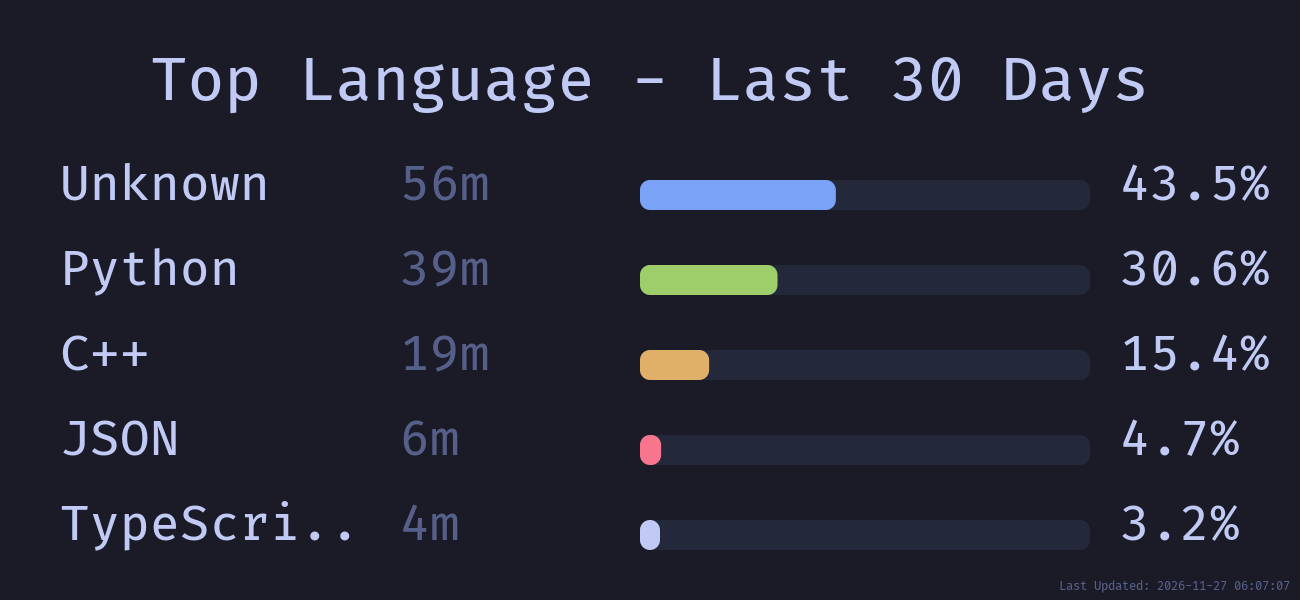 Top Language – Last 30 Days
Unknown 56m 43.5%
Python 39m 30.6%
C++ 19m 15.4%
JSON 6m 4.7%
TypeScri.. 4m 3.2%
Last Updated: 2026-11-27 06:07:07